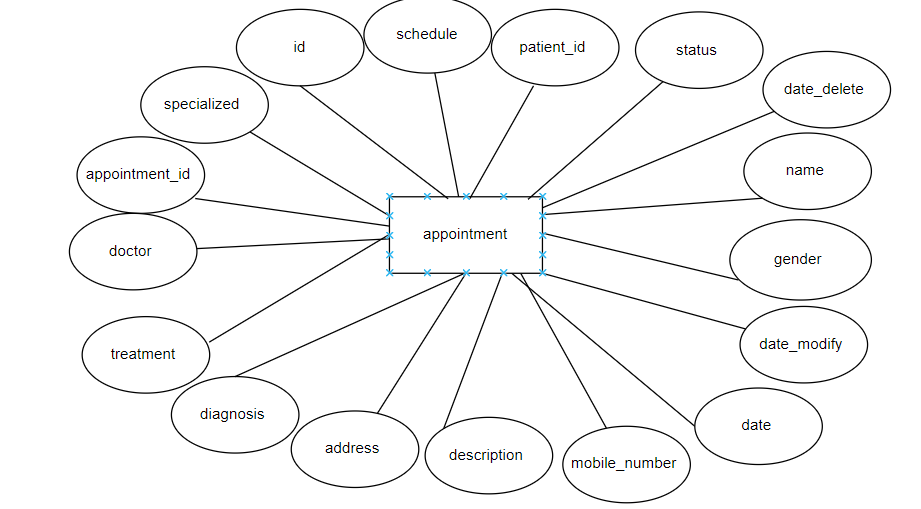 schedule
id
patient_id
status
date_delete
specialized
name
appointment_id
appointment
doctor
gender
date_modify
treatment
diagnosis
date
address
description
mobile_number